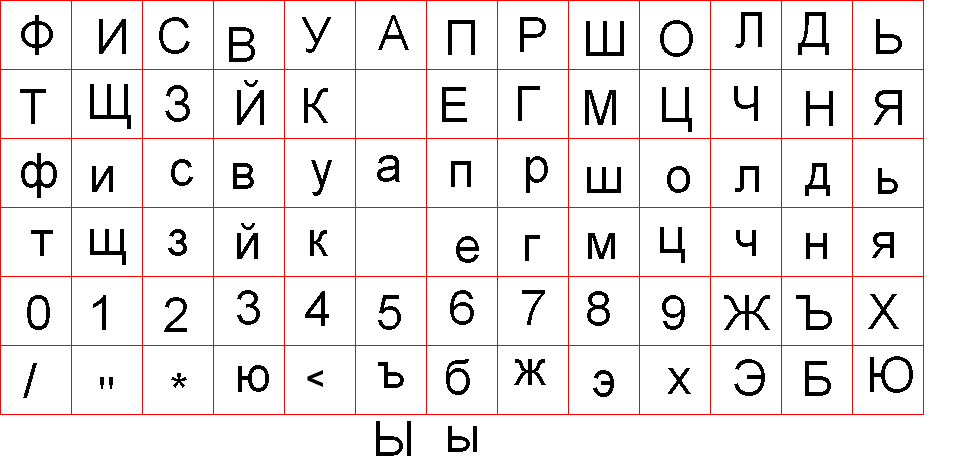 Ф И С В У А П Р Ш О Л Д Ь
Т Щ З Й К Е Г М Ц Ч Н Я
ф и с в у а п р ш о л д ь
т щ з й к е г м ц ч н я
0 1 2 3 4 5 6 7 8 9 Ж Ъ Х
/ " * ю < ъ б ж э х Э Б Ю
Ы ы